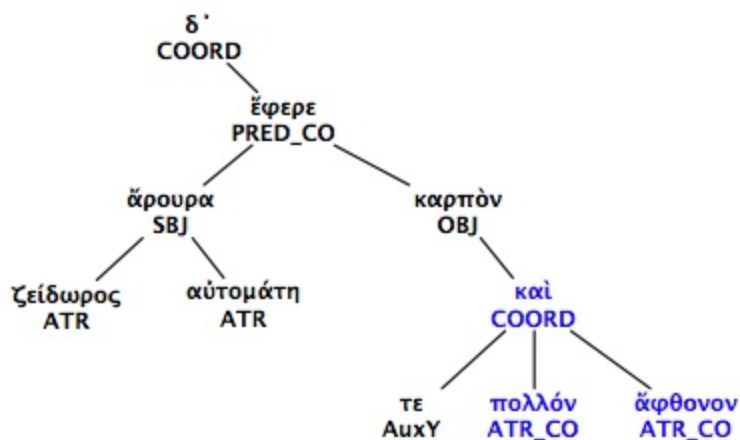 δ᾽
COORD
ἔφερε
PRED_CO
ἄρουρα
SBJ
καρπὸν
OBJ
ζείδωρος
ATR
αὐτομάτη
ATR
καὶ
COORD
τε
AuxY
πολλόν
ATR_CO
ἄφθονον
ATR_CO